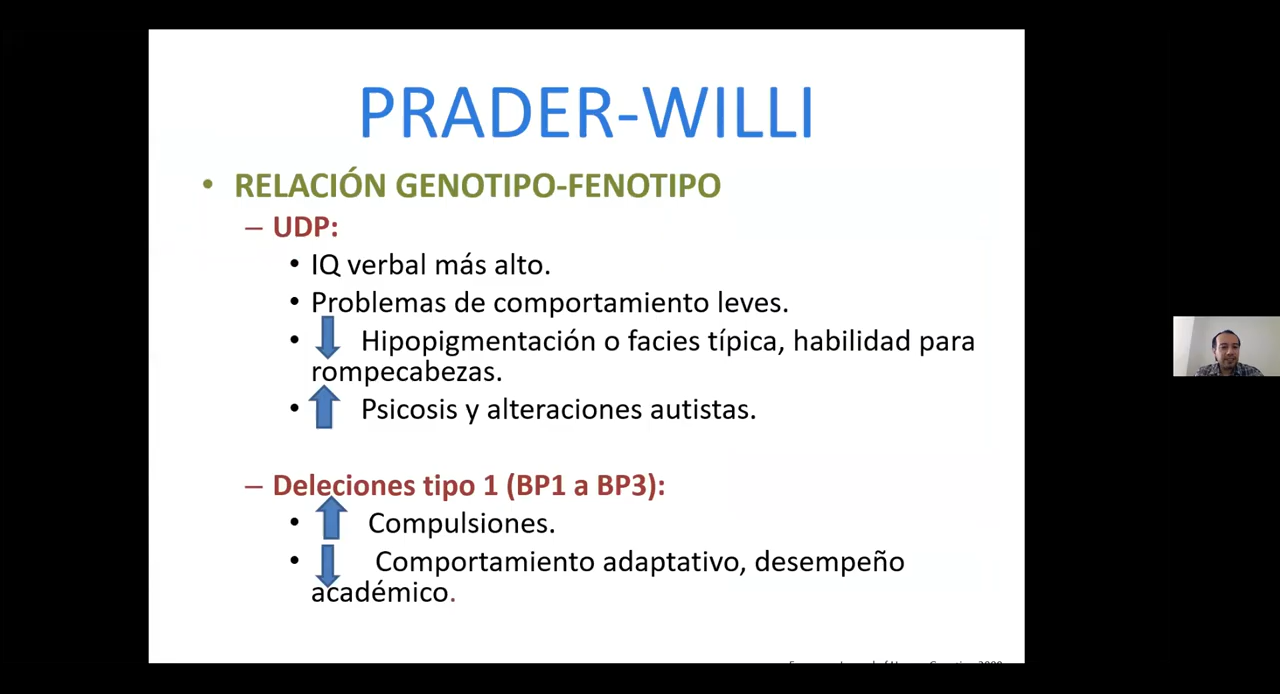 PRADER-WILLI
• RELACIÓN GENOTIPO-FENOTIPO
– UDP:
• IQ verbal más alto.
• Problemas de comportamiento leves.
• Hipopigmentación o facies típica, habilidad para
rompecabezas.
• Psicosis y alteraciones autistas.
– Deleciones tipo 1 (BP1 a BP3):
• Compulsiones.
• Comportamiento adaptativo, desempeño
académico.